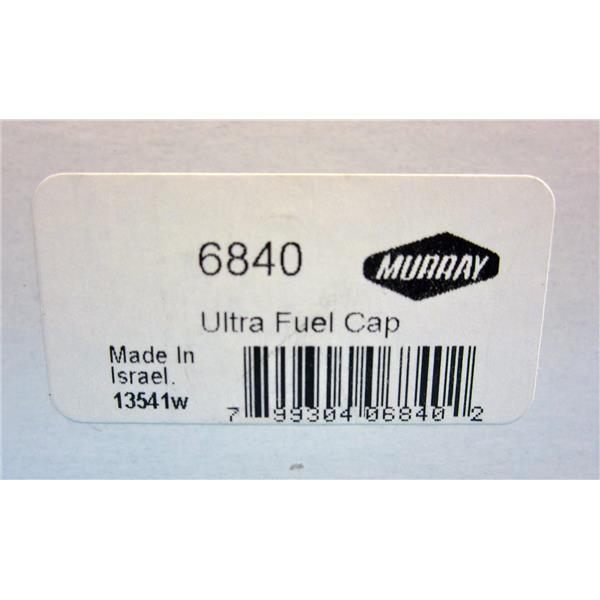 6840
MURRAY
Ultra Fuel Cap
Made In
Israel.
13541w
7 99304 06840 2